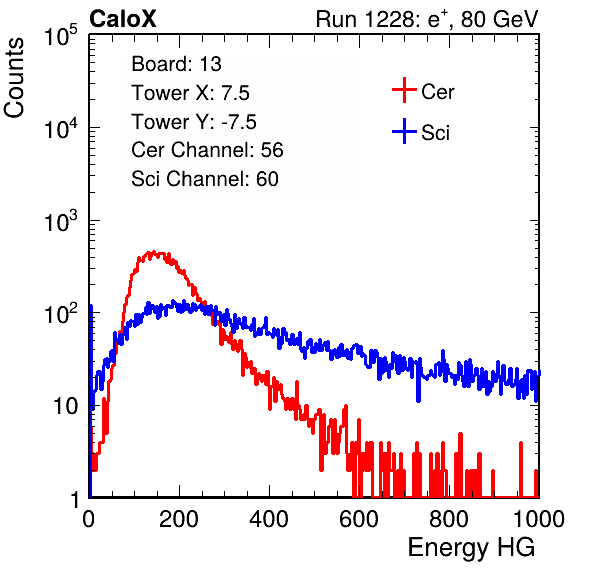 CaloX Run 1228: e⁺, 80 GeV
Counts
Board: 13
Tower X: 7.5
Tower Y: -7.5
Cer Channel: 56
Sci Channel: 60
Cer
Sci
10⁵
10⁴
10³
10²
10
1
0 200 400 600 800 1000
Energy HG